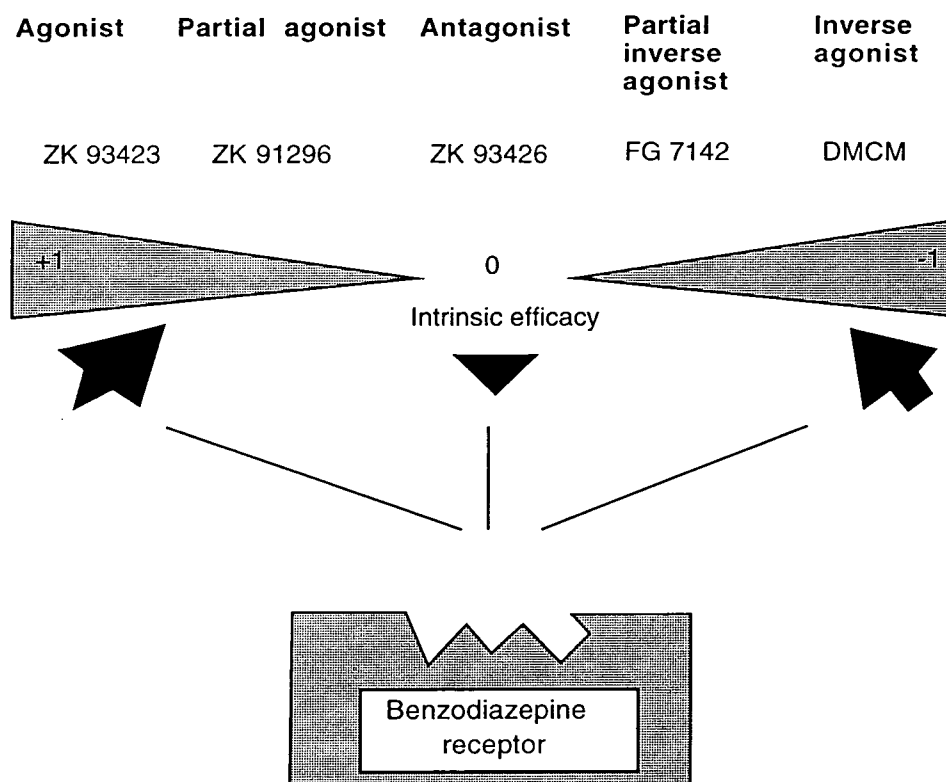 Agonist Partial agonist Antagonist Partial inverse agonist Inverse agonist
ZK 93423 ZK 91296 ZK 93426 FG 7142 DMCM
+1 0 -1
Intrinsic efficacy
Benzodiazepine
receptor